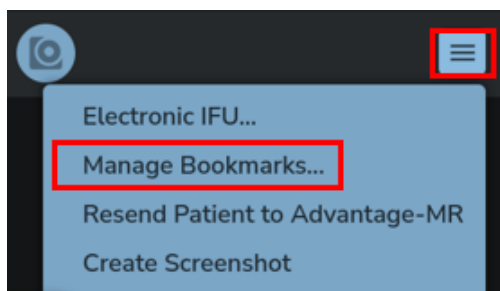 Electronic IFU...
Manage Bookmarks...
Resend Patient to Advantage-MR
Create Screenshot